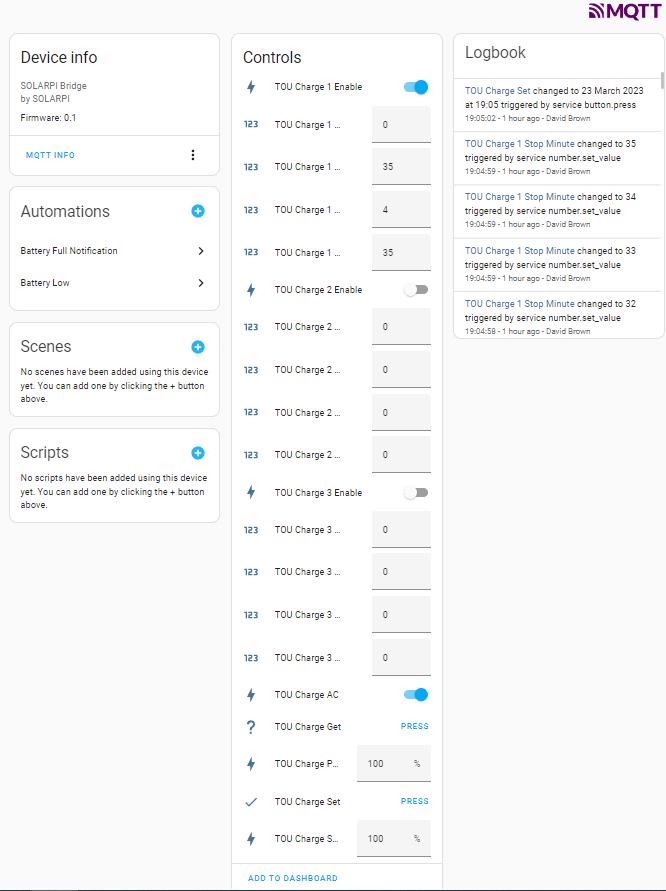 MQTT
Device info
SOLARPI Bridge
by SOLARPI
Firmware: 0.1
MQTT INFO
Automations
Battery Full Notification
Battery Low
Scenes
No scenes have been added using this device
yet. You can add one by clicking the + button
above.
Scripts
No scripts have been added using this device
yet. You can add one by clicking the + button
above.
Controls
TOU Charge 1 Enable
123 TOU Charge 1 ... 0
123 TOU Charge 1 ... 35
123 TOU Charge 1 ... 4
123 TOU Charge 1 ... 35
TOU Charge 2 Enable
123 TOU Charge 2 ... 0
123 TOU Charge 2 ... 0
123 TOU Charge 2 ... 0
123 TOU Charge 2 ... 0
TOU Charge 3 Enable
123 TOU Charge 3 ... 0
123 TOU Charge 3 ... 0
123 TOU Charge 3 ... 0
123 TOU Charge 3 ... 0
TOU Charge AC
? TOU Charge Get PRESS
TOU Charge P... 100 %
TOU Charge Set PRESS
TOU Charge S... 100 %
ADD TO DASHBOARD
Logbook
TOU Charge Set changed to 23 March 2023
at 19:05 triggered by service button.press
19:05:02 - 1 hour ago - David Brown
TOU Charge 1 Stop Minute changed to 35
triggered by service number.set_value
19:04:59 - 1 hour ago - David Brown
TOU Charge 1 Stop Minute changed to 34
triggered by service number.set_value
19:04:59 - 1 hour ago - David Brown
TOU Charge 1 Stop Minute changed to 33
triggered by service number.set_value
19:04:59 - 1 hour ago - David Brown
TOU Charge 1 Stop Minute changed to 32
triggered by service number.set_value
19:04:58 - 1 hour ago - David Brown